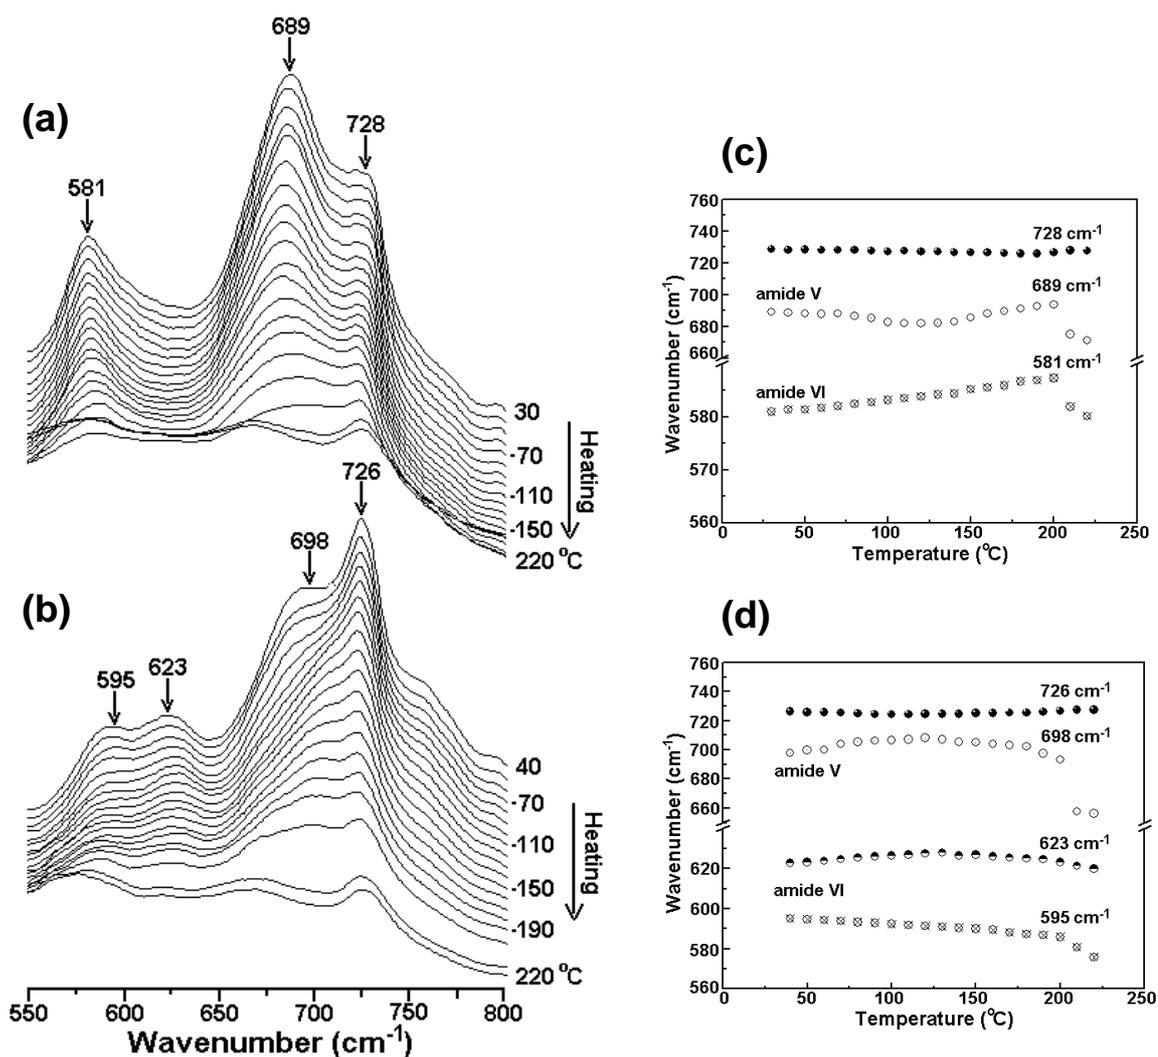 (a)
689
728
581
30
-70
-110
-150
220 °C
Heating
(b)
726
698
595
623
40
-70
-110
-150
-190
220 °C
Heating
550 600 650 700 750 800
Wavenumber (cm⁻¹)
(c)
760
740
720
700
680
660
580
570
560
Wavenumber (cm⁻¹)
728 cm⁻¹
689 cm⁻¹
amide V
581 cm⁻¹
amide VI
0 50 100 150 200 250
Temperature (°C)
(d)
760
740
720
700
680
660
620
600
580
560
Wavenumber (cm⁻¹)
726 cm⁻¹
698 cm⁻¹
amide V
623 cm⁻¹
amide VI
595 cm⁻¹
0 50 100 150 200 250
Temperature (°C)